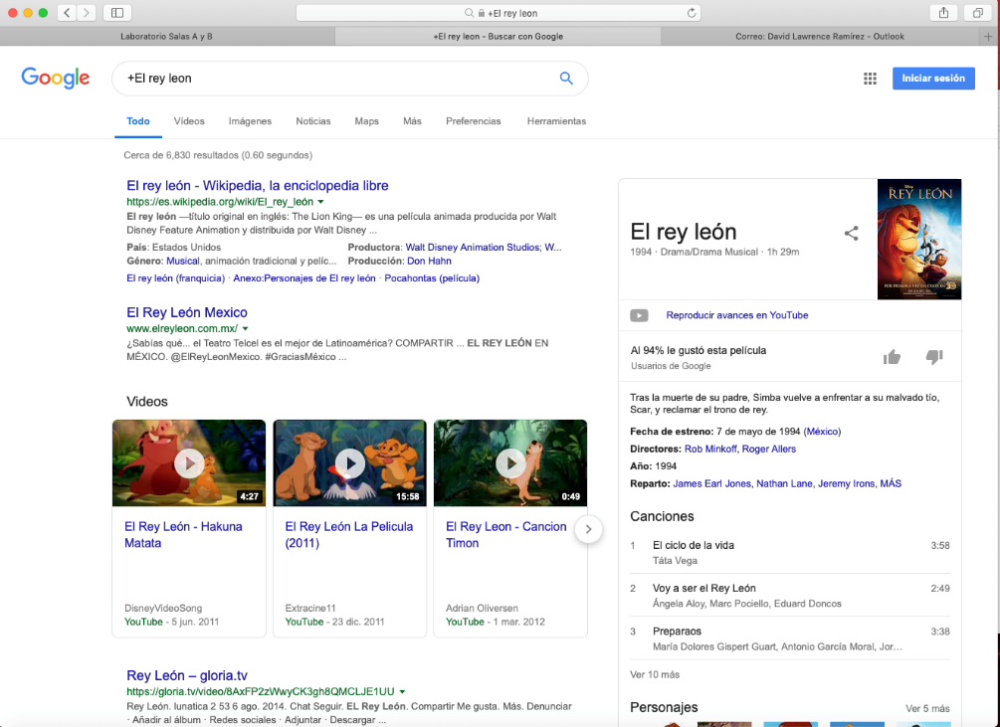 +El rey leon
Laboratorio Salas A y B
+El rey leon - Buscar con Google
Correo: David Lawrence Ramírez - Outlook
Google
+El rey leon
Iniciar sesión
Todo Vídeos Imágenes Noticias Maps Más Preferencias Herramientas
Cerca de 6,830 resultados (0.60 segundos)
El rey león - Wikipedia, la enciclopedia libre
https://es.wikipedia.org/wiki/El_rey_león
El rey león —título original en inglés: The Lion King— es una película animada producida por Walt
Disney Feature Animation y distribuida por Walt Disney ...
País: Estados Unidos
Productora: Walt Disney Animation Studios; W...
Género: Musical, animación tradicional y pelíc...
Producción: Don Hahn
El rey león (franquicia) · Anexo:Personajes de El rey león · Pocahontas (película)
El Rey León Mexico
www.elreyleon.com.mx/
¿Sabías qué... el Teatro Telcel es el mejor de Latinoamérica? COMPARTIR ... EL REY LEÓN EN
MÉXICO. @ElReyLeonMexico. #GraciasMéxico ...
Videos
4:27
15:58
0:49
El Rey León - Hakuna
Matata
DisneyVideoSong
YouTube - 5 jun. 2011
El Rey León La Pelicula
(2011)
Extracine11
YouTube - 23 dic. 2011
El Rey Leon - Cancion
Timon
Adrian Oliversen
YouTube - 1 mar. 2012
Rey León – gloria.tv
https://gloria.tv/video/8AxFP2zWwyCK3gh8QMCLJE1UU
Rey León. lunatica 2 53 6 ago. 2014. Chat Seguir. EL Rey León. Compartir Me gusta. Más. Denunciar
· Añadir al álbum · Redes sociales · Adjuntar · Descargar ...
El rey león
1994 · Drama/Drama Musical · 1h 29m
REY LEÓN
Reproducir avances en YouTube
Al 94% le gustó esta película
Usuarios de Google
Tras la muerte de su padre, Simba vuelve a enfrentar a su malvado tío,
Scar, y reclamar el trono de rey.
Fecha de estreno: 7 de mayo de 1994 (México)
Directores: Rob Minkoff, Roger Allers
Año: 1994
Reparto: James Earl Jones, Nathan Lane, Jeremy Irons, MÁS
Canciones
1 El ciclo de la vida 3:58
Táta Vega
2 Voy a ser el Rey León 2:49
Ángela Aloy, Marc Pociello, Eduard Doncos
3 Preparaos 3:38
María Dolores Gispert Guart, Antonio García Moral, Jor…
Ver 10 más
Personajes
Ver 5 más